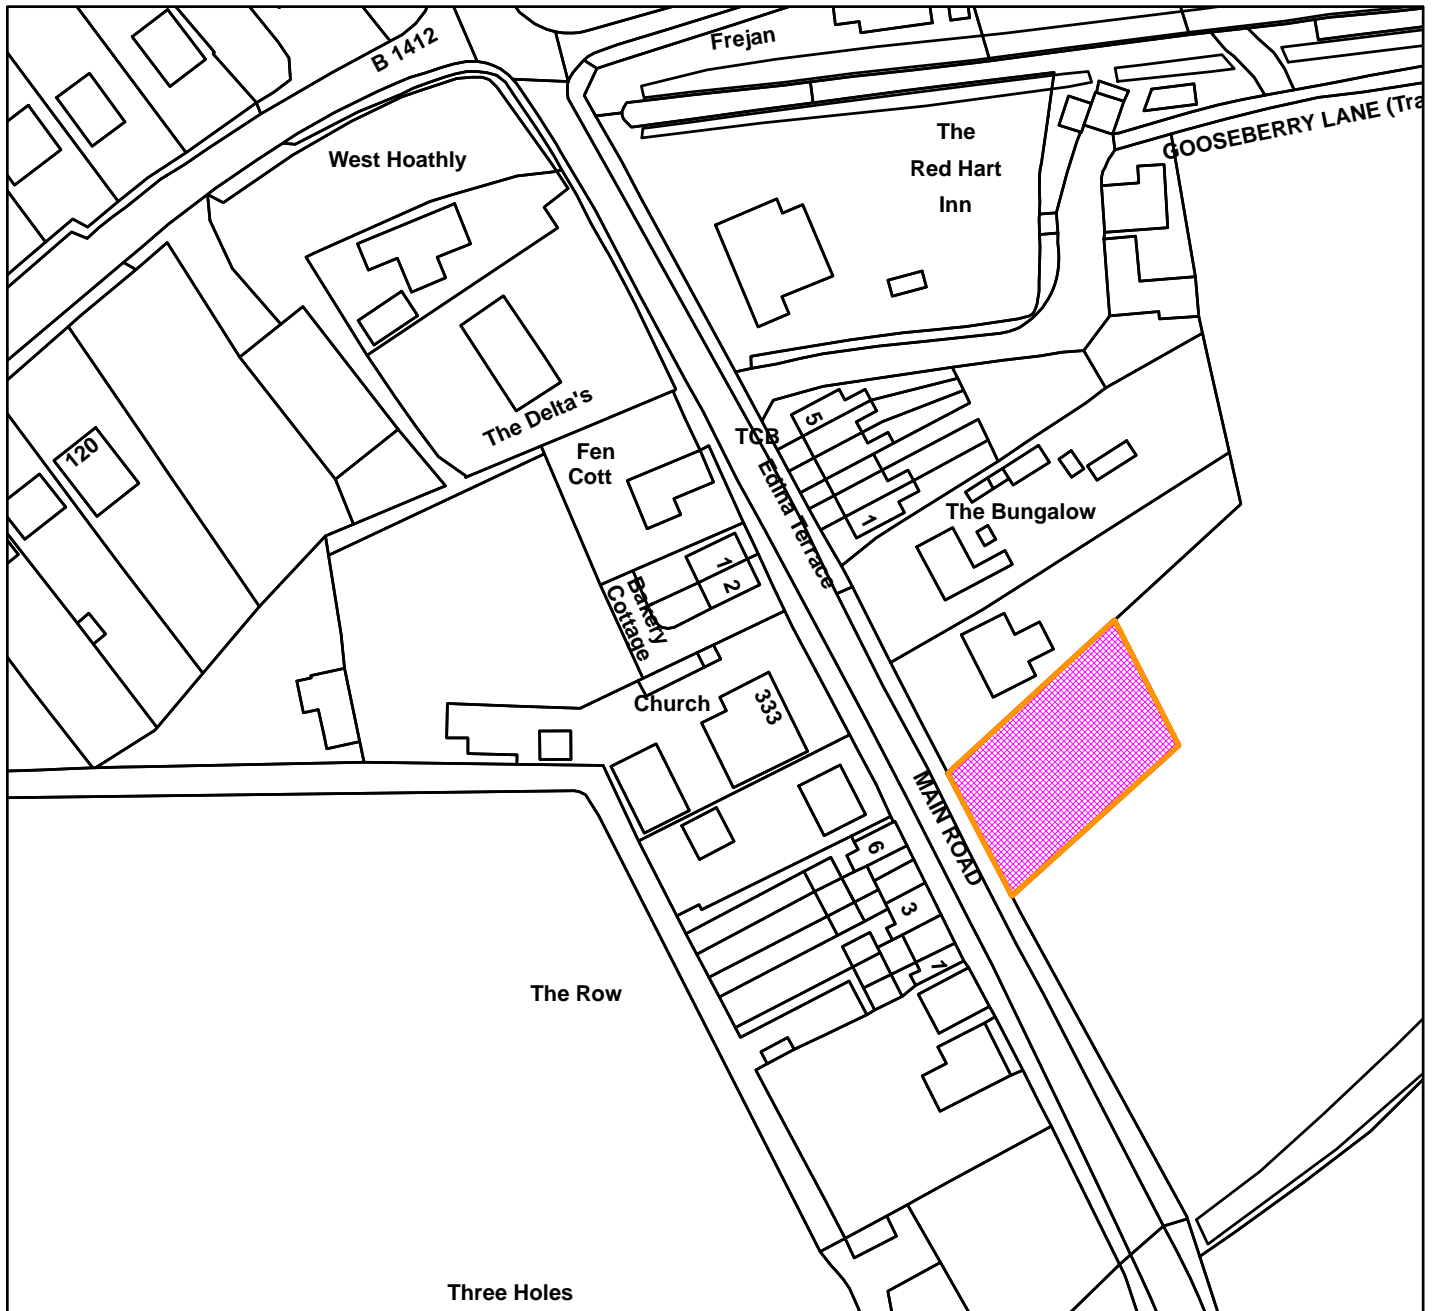 Frejan
B 1412
GOOSEBERRY LANE (Tra
West Hoathly
The
Red Hart
Inn
The Delta's
TCB
5
Edina Terrace
1
120
Fen
Cott
The Bungalow
1
2
Bakery
Cottage
Church
333
MAIN ROAD
6
3
1
The Row
Three Holes